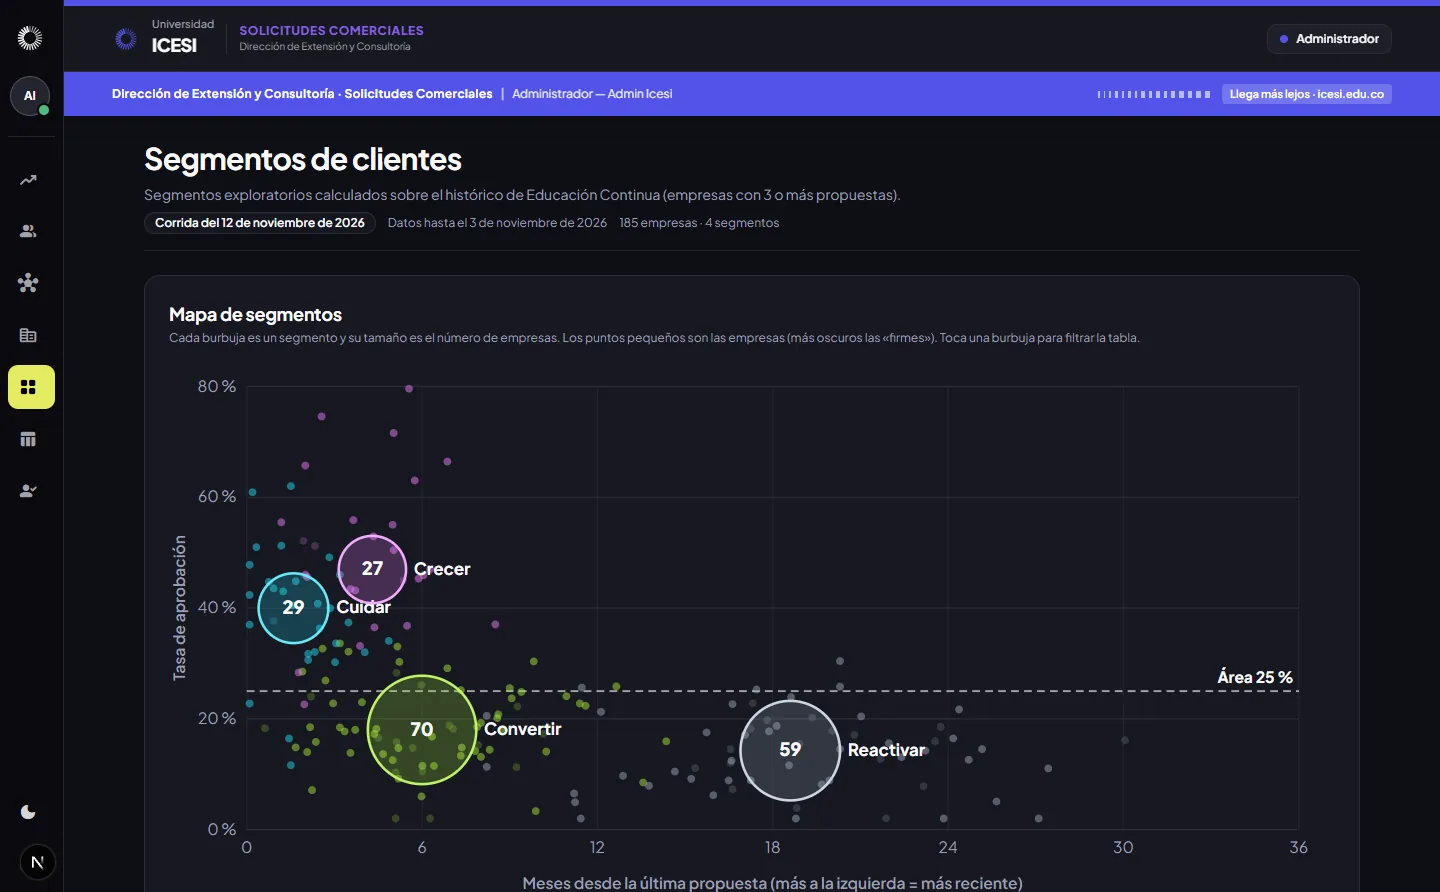 Universidad
ICESI
SOLICITUDES COMERCIALES
Dirección de Extensión y Consultoría
Administrador
AI
Dirección de Extensión y Consultoría · Solicitudes Comerciales | Administrador — Admin Icesi
Llega más lejos · icesi.edu.co
Segmentos de clientes
Segmentos exploratorios calculados sobre el histórico de Educación Continua (empresas con 3 o más propuestas).
Corrida del 12 de noviembre de 2026 Datos hasta el 3 de noviembre de 2026 185 empresas · 4 segmentos
Mapa de segmentos
Cada burbuja es un segmento y su tamaño es el número de empresas. Los puntos pequeños son las empresas (más oscuros las «firmes»). Toca una burbuja para filtrar la tabla.
80 %
60 %
40 %
20 %
0 %
Tasa de aprobación
27 Crecer
29 Cuidar
Área 25 %
70 Convertir
59 Reactivar
0 6 12 18 24 30 36
Meses desde la última propuesta (más a la izquierda = más reciente)
N